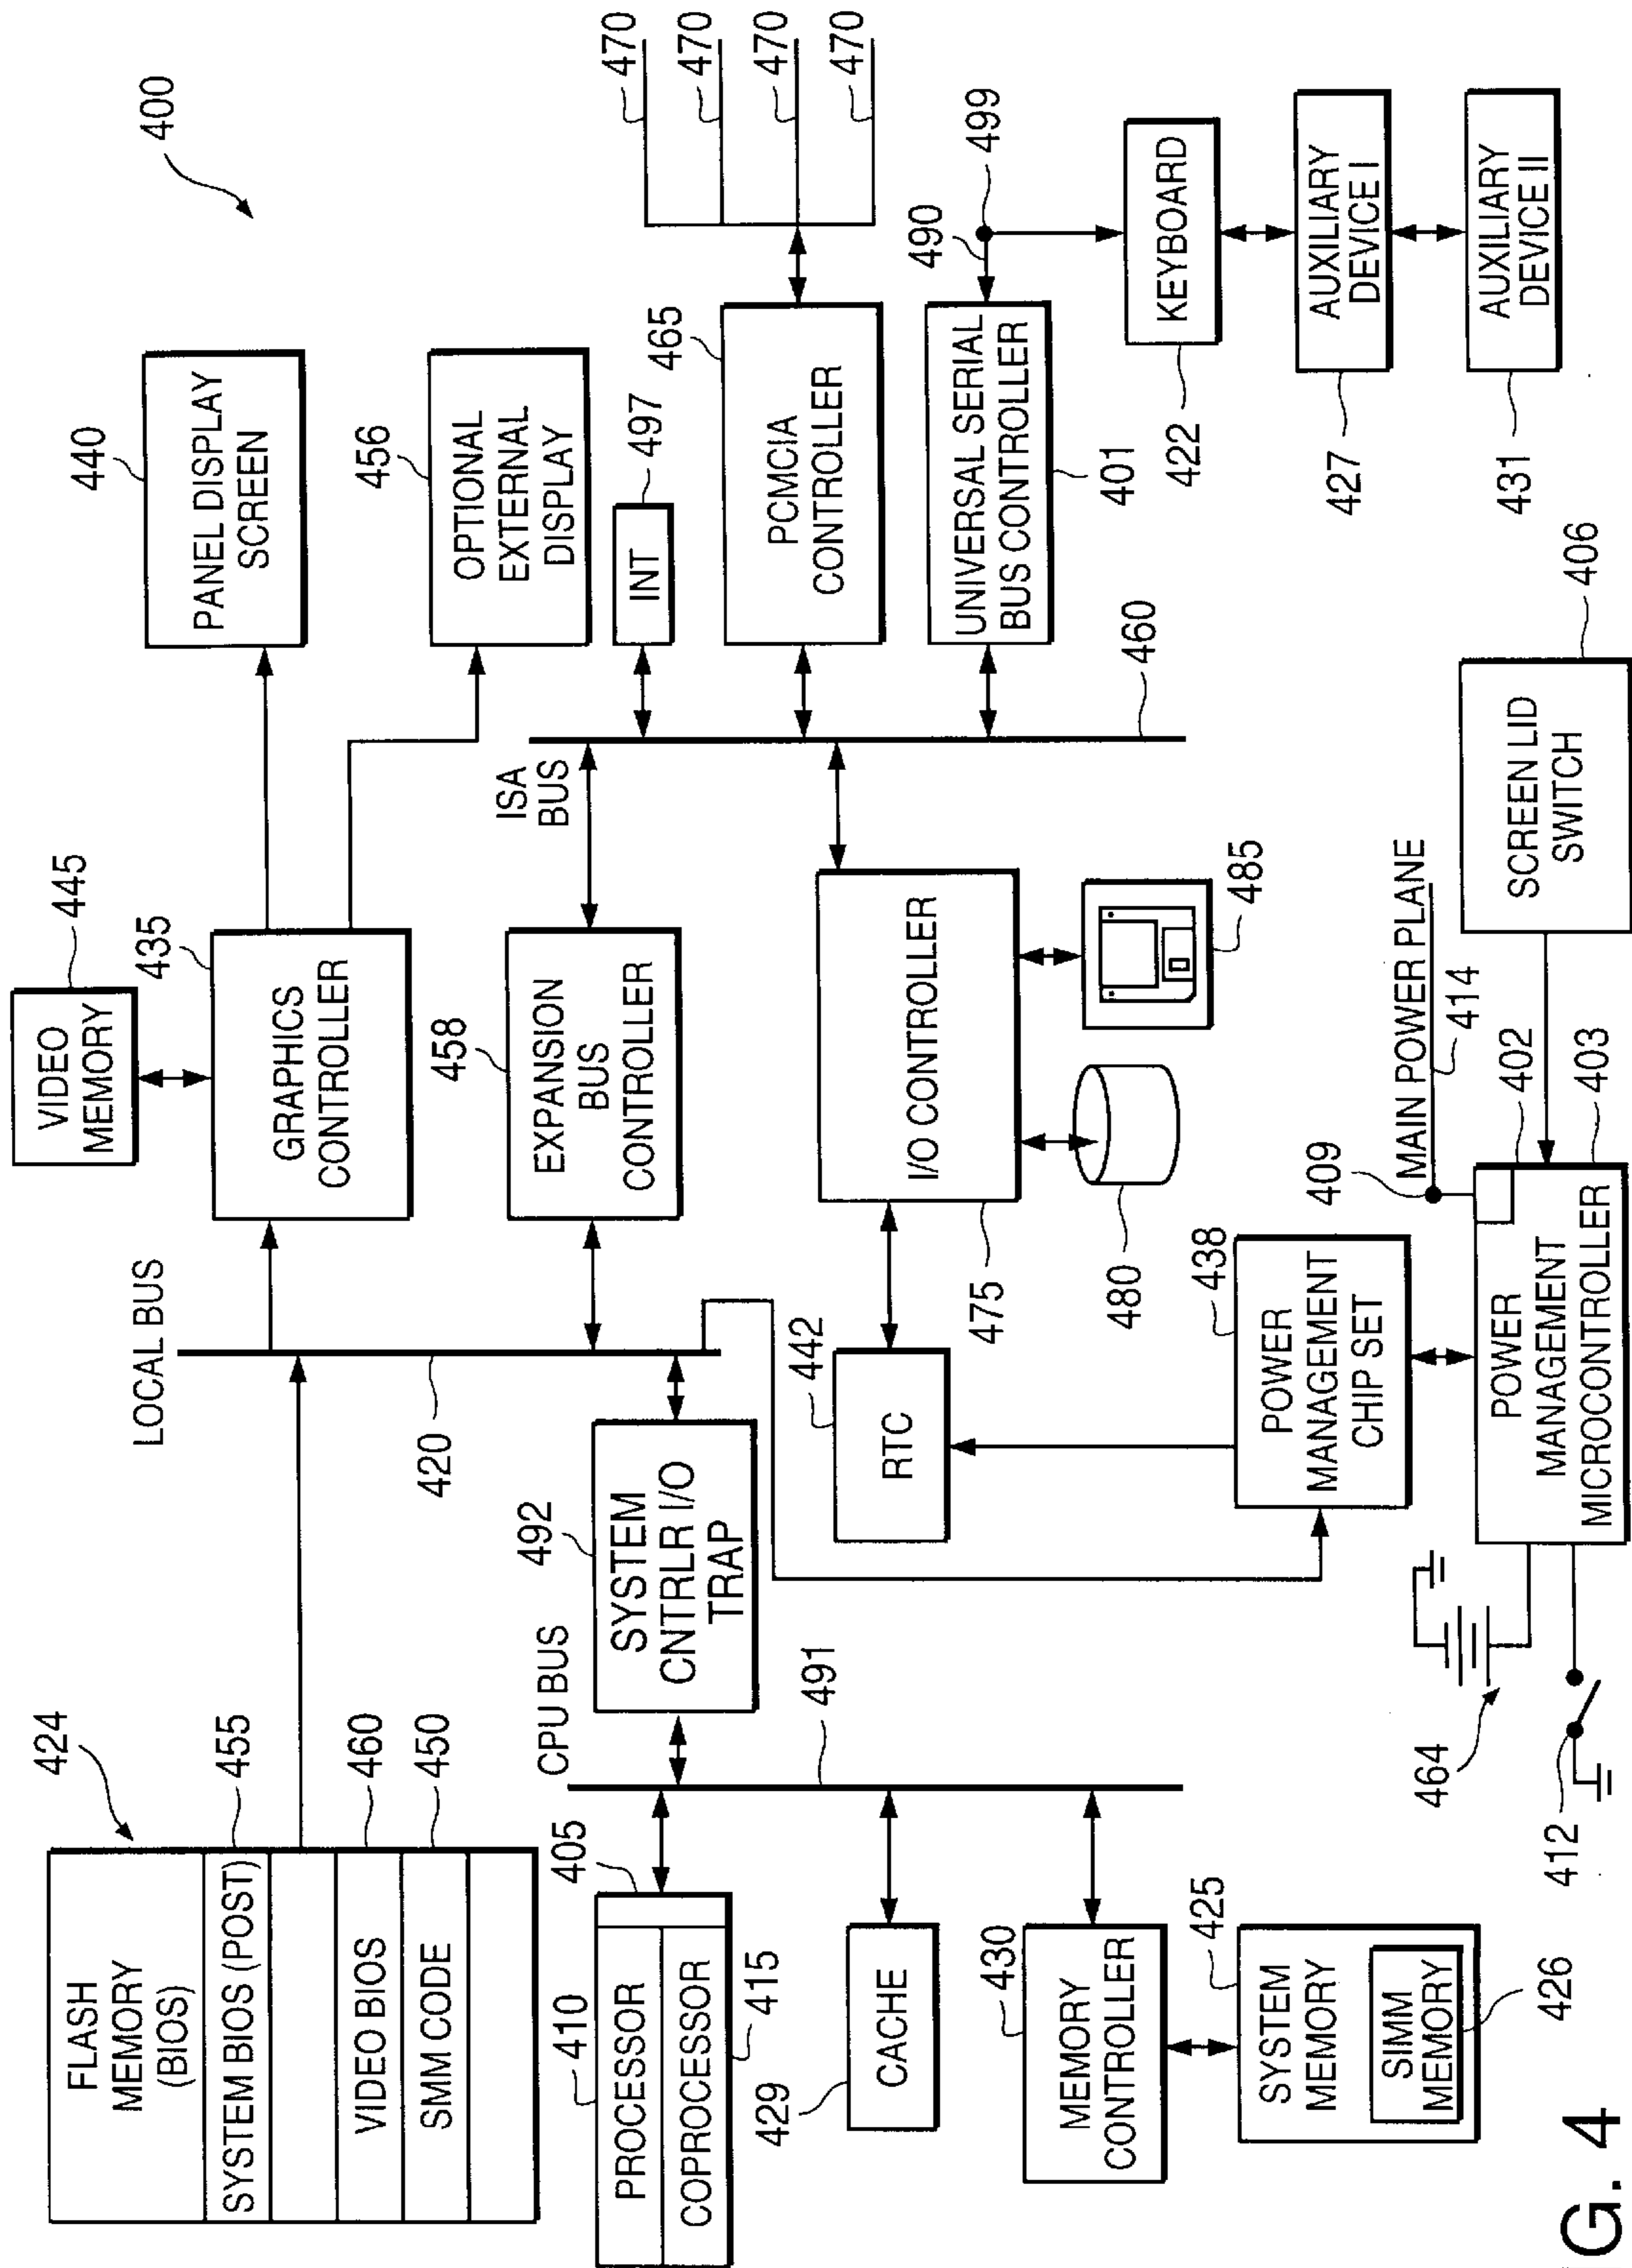 400
424
FLASH
MEMORY
(BIOS)
SYSTEM BIOS (POST)
455
VIDEO BIOS
460
SMM CODE
450
LOCAL BUS
420
VIDEO
MEMORY
445
GRAPHICS
CONTROLLER
435
PANEL DISPLAY
SCREEN
440
OPTIONAL
EXTERNAL
DISPLAY
456
EXPANSION
BUS
CONTROLLER
458
ISA
BUS
INT
497
PCMCIA
CONTROLLER
465
470
470
470
470
UNIVERSAL SERIAL
BUS CONTROLLER
401
490
499
460
KEYBOARD
422
AUXILIARY
DEVICE I
427
AUXILIARY
DEVICE II
431
CPU BUS
491
SYSTEM
CNTRLR I/O
TRAP
492
PROCESSOR
410
COPROCESSOR
415
405
CACHE
429
MEMORY
CONTROLLER
430
SYSTEM
MEMORY
425
SIMM
MEMORY
426
RTC
442
I/O CONTROLLER
475
480
485
POWER
MANAGEMENT
CHIP SET
438
POWER
MANAGEMENT
MICROCONTROLLER
403
402
409
MAIN POWER PLANE
414
SCREEN LID
SWITCH
406
464
412
G. 4